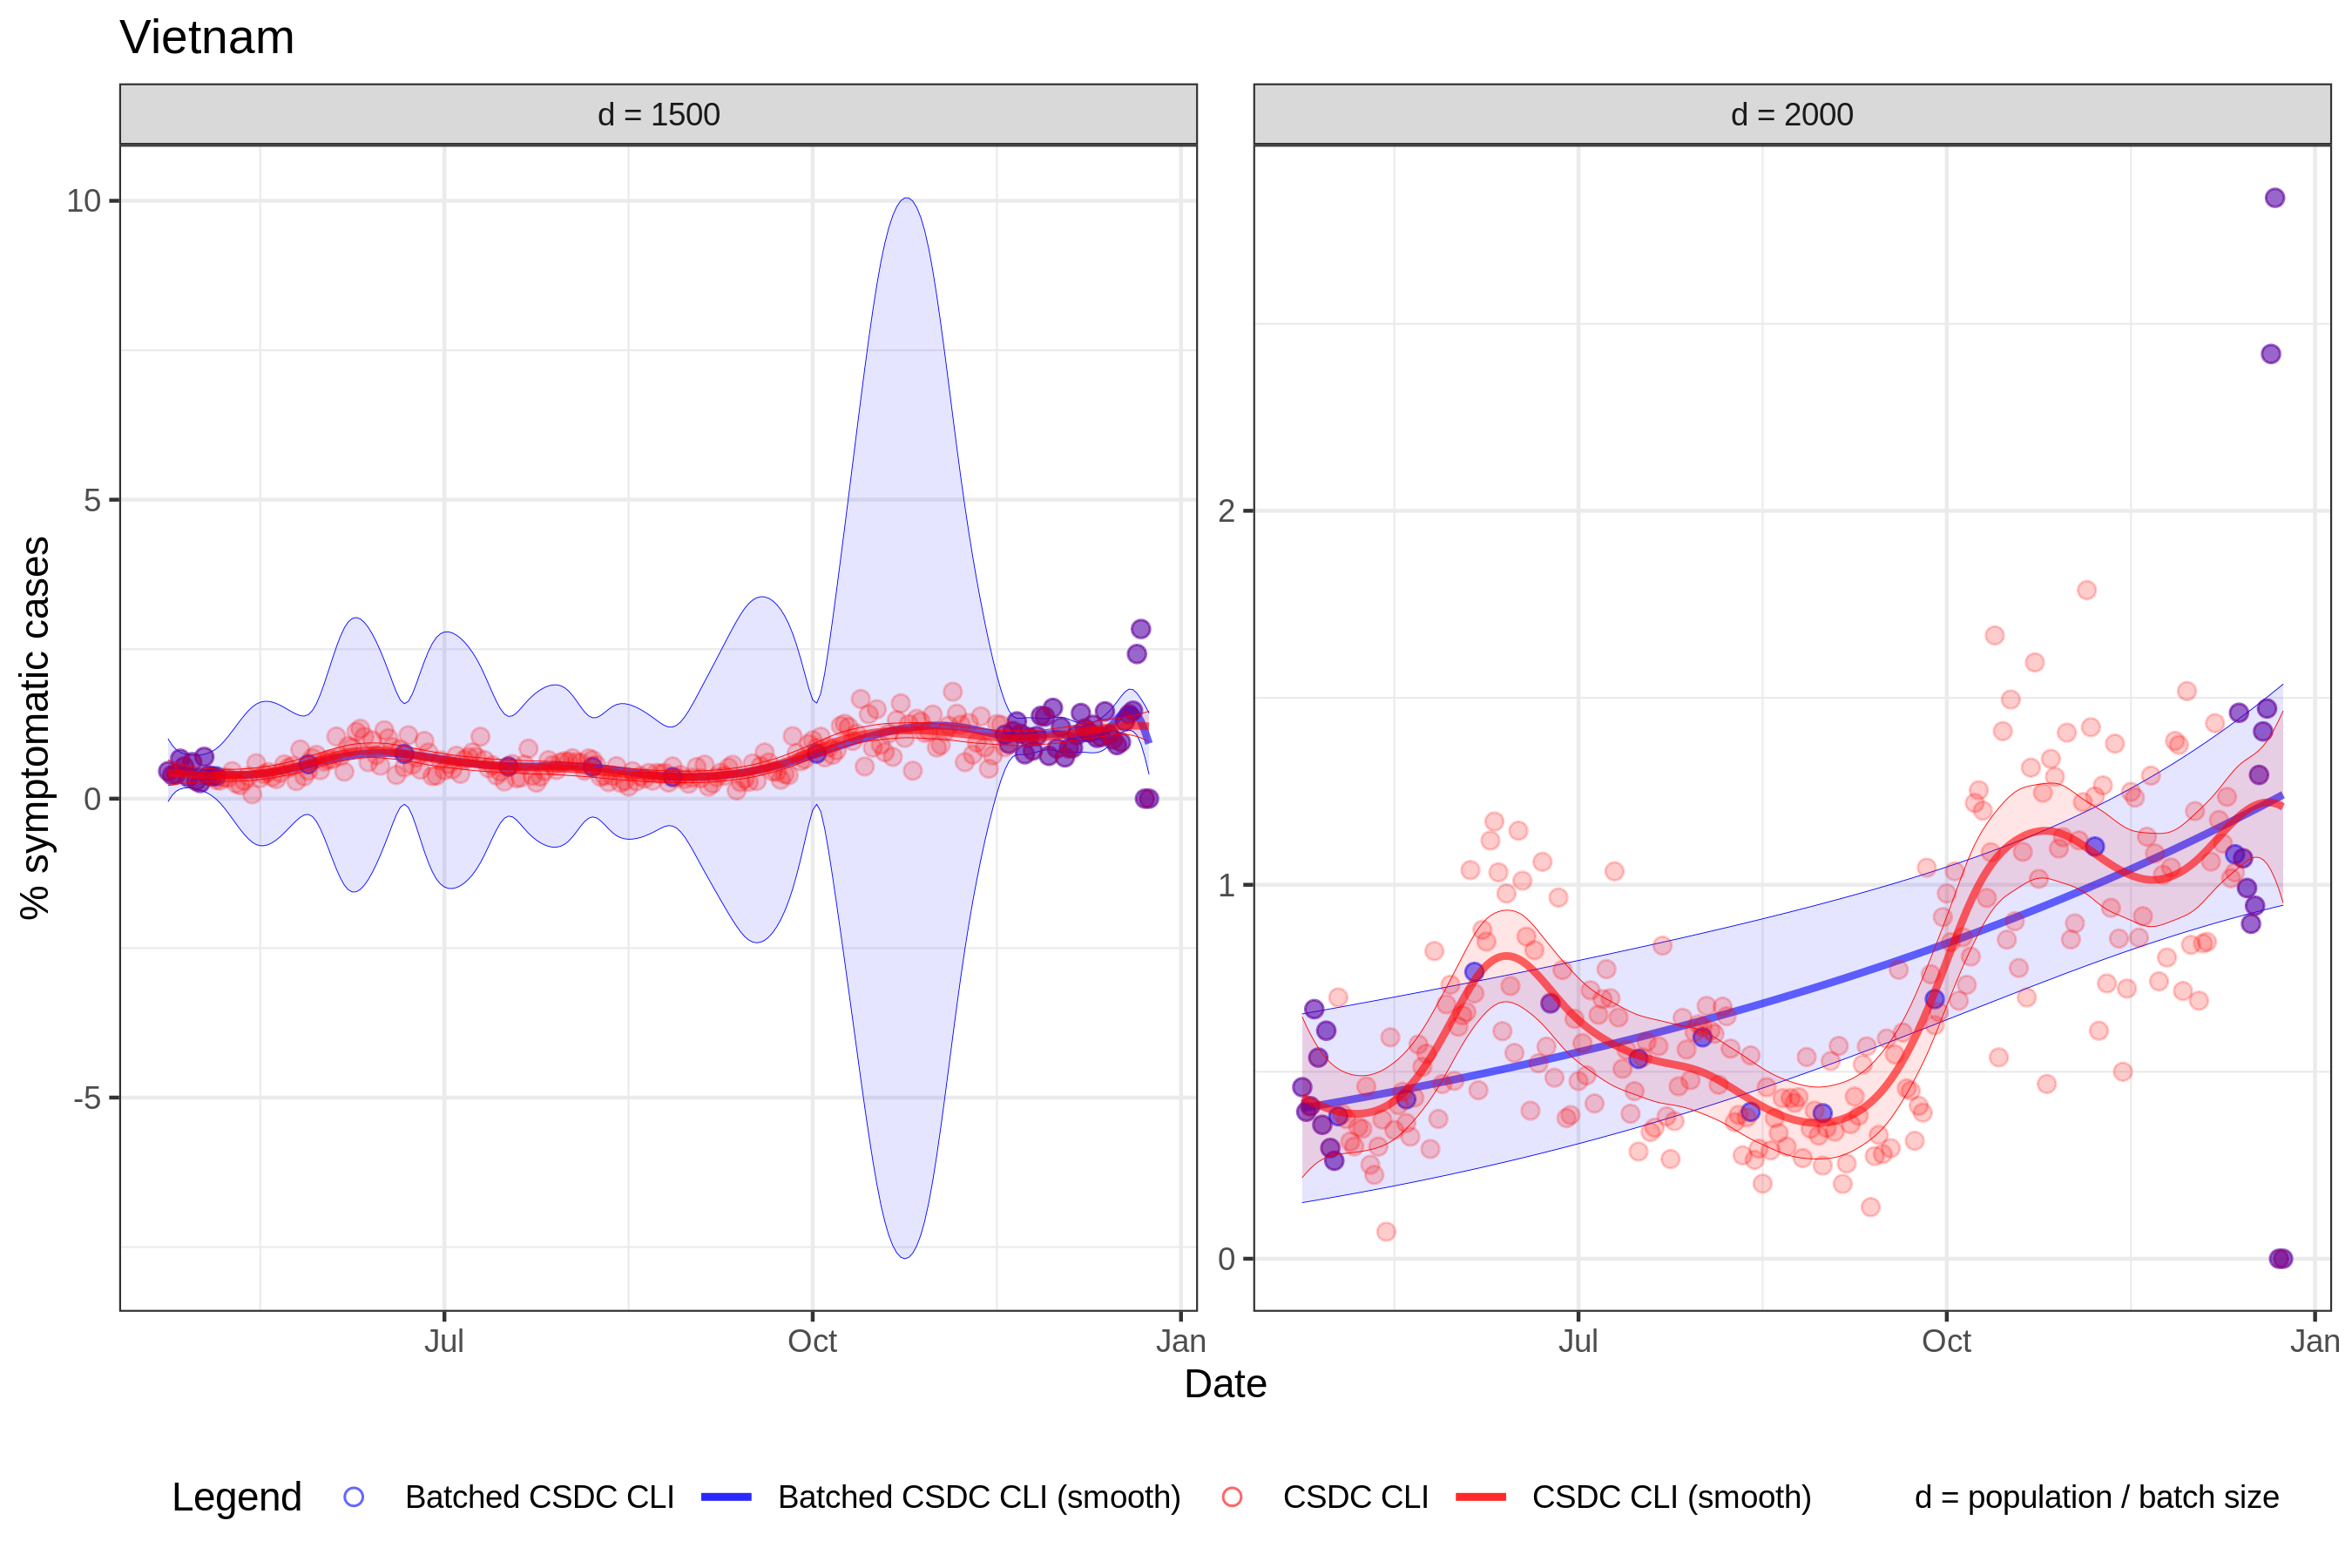 Vietnam
d = 1500
d = 2000
% symptomatic cases
10
5
0
-5
2
1
0
Jul
Oct
Jan
Jul
Oct
Jan
Date
Legend
Batched CSDC CLI
Batched CSDC CLI (smooth)
CSDC CLI
CSDC CLI (smooth)
d = population / batch size